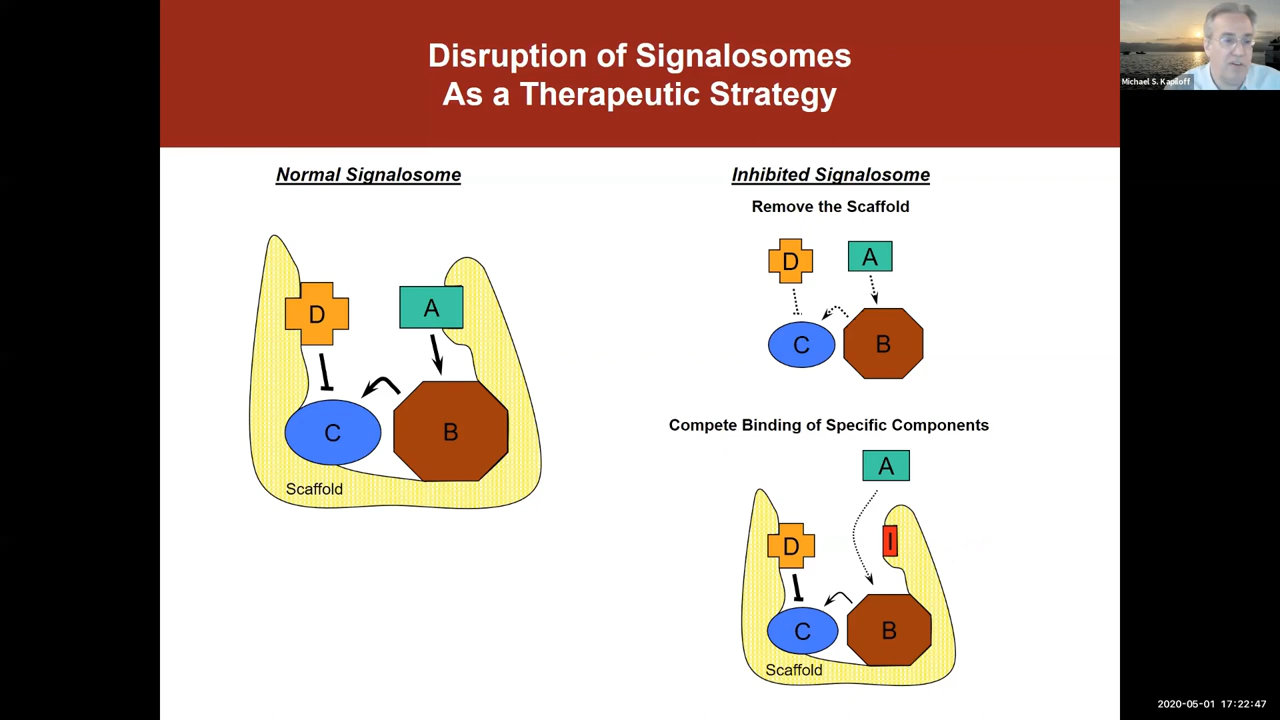 Disruption of Signalosomes
As a Therapeutic Strategy
Michael S. Kapiloff
Normal Signalosome
Inhibited Signalosome
Remove the Scaffold
D
A
C
B
Scaffold
D
A
C
B
Compete Binding of Specific Components
A
D
I
C
B
Scaffold
2020-05-01 17:22:47